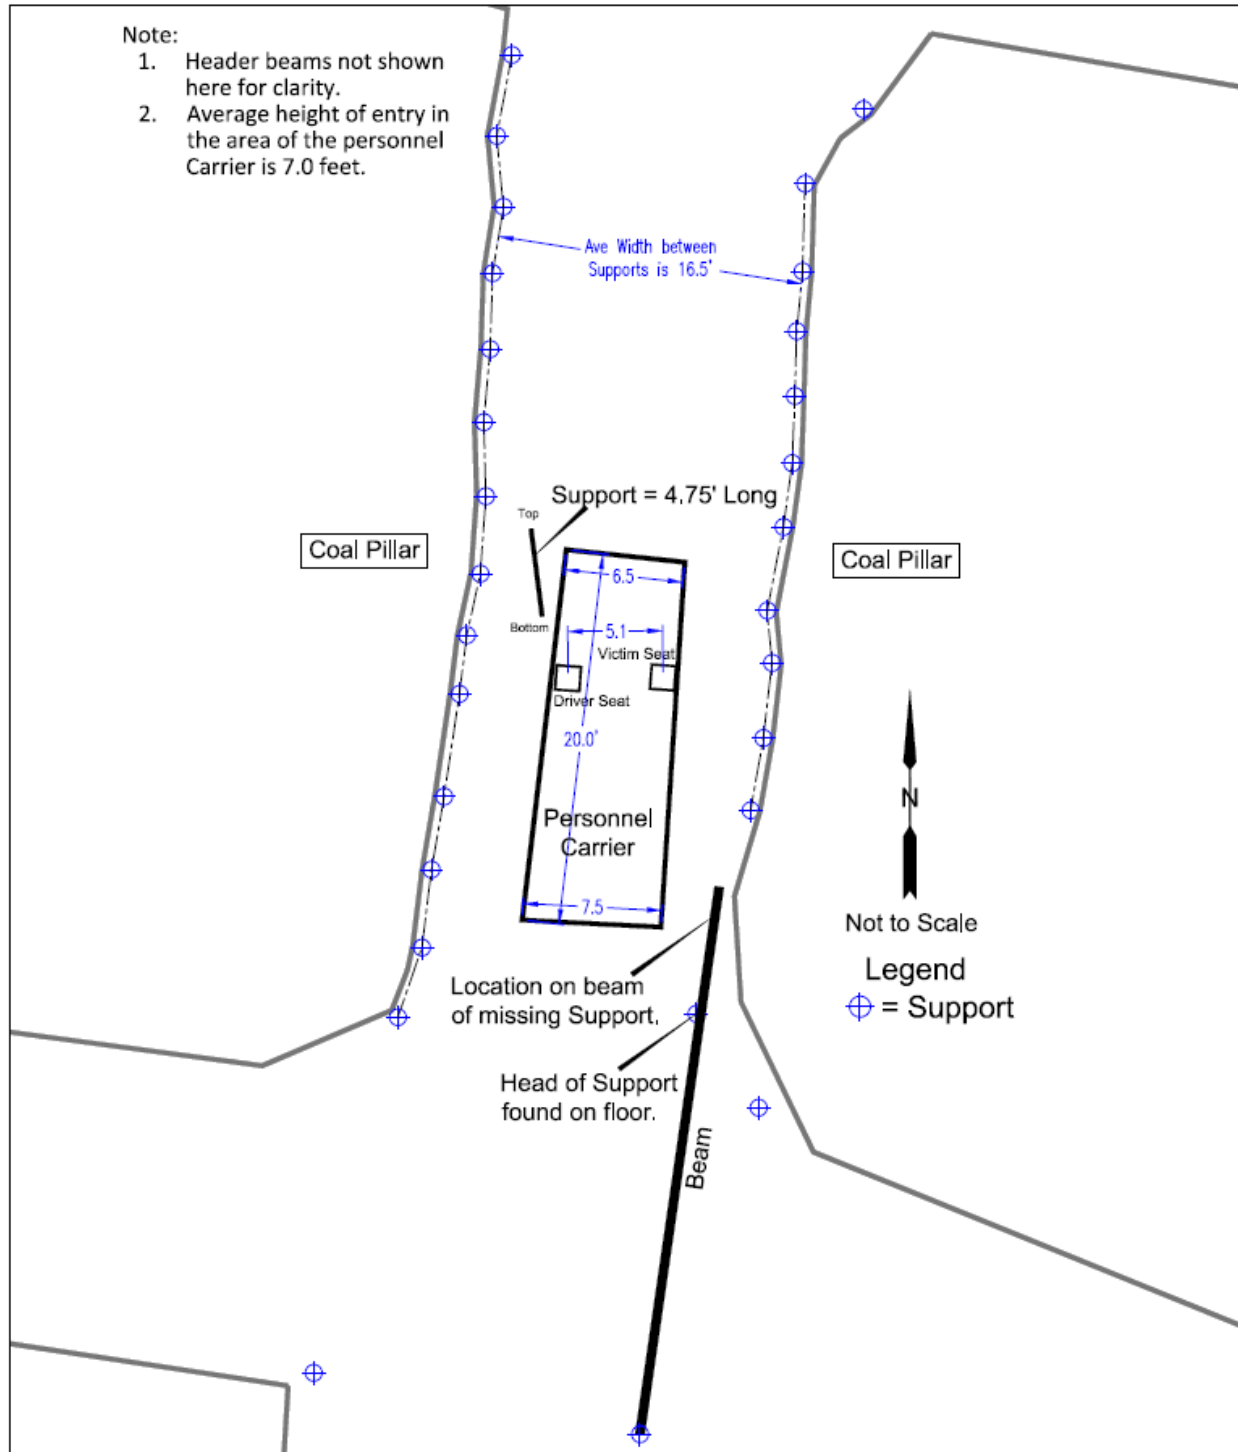 Note:
1. Header beams not shown
here for clarity.
2. Average height of entry in
the area of the personnel
Carrier is 7.0 feet.
Ave Width between
Supports is 16.5'
Support = 4.75' Long
Top
Coal Pillar
Coal Pillar
6.5
Bottom
5.1
Victim Seat
Driver Seat
20.0'
Personnel
Carrier
N
7.5
Not to Scale
Location on beam
of missing Support.
Legend
= Support
Head of Support
found on floor.
Beam